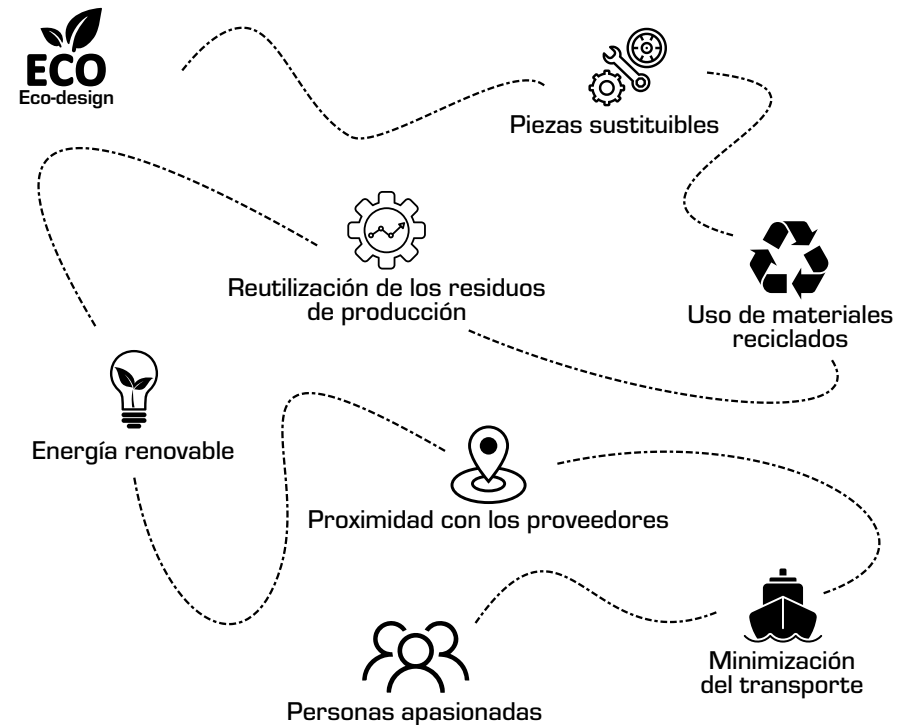 ECO
Eco-design
Piezas sustituibles
Uso de materiales
reciclados
Reutilización de los residuos
de producción
Energía renovable
Proximidad con los proveedores
Minimización
del transporte
Personas apasionadas